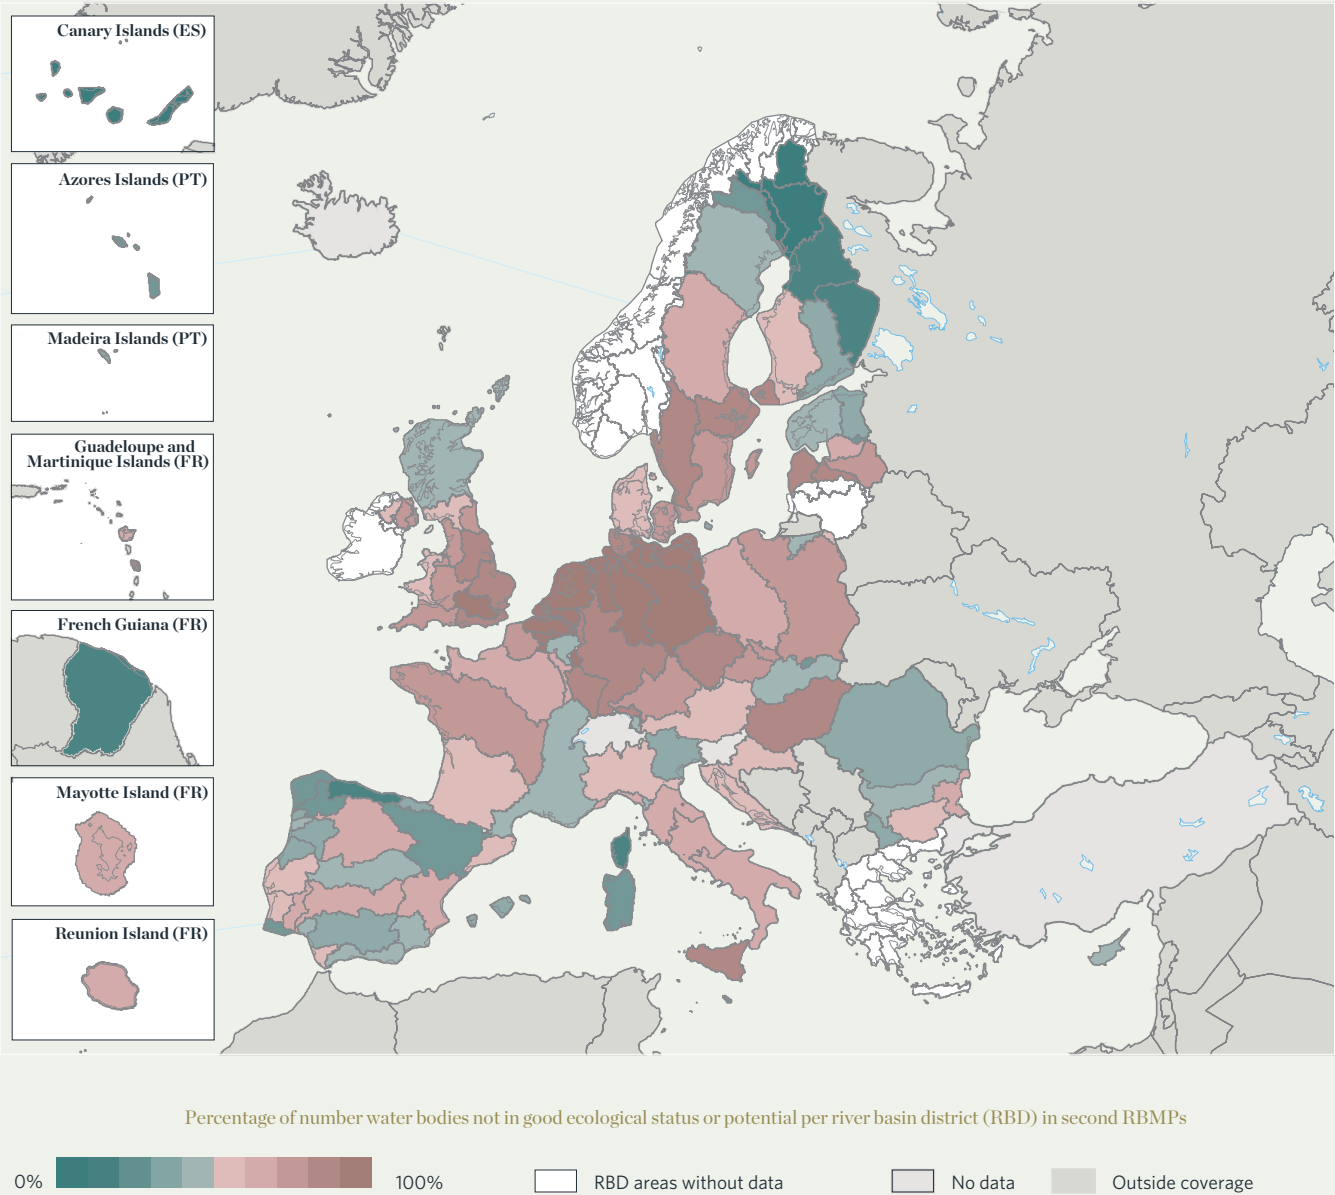 Canary Islands (ES)
Azores Islands (PT)
Madeira Islands (PT)
Guadeloupe and
Martinique Islands (FR)
French Guiana (FR)
Mayotte Island (FR)
Reunion Island (FR)
Percentage of number water bodies not in good ecological status or potential per river basin district (RBD) in second RBMPs
0% 100% RBD areas without data No data Outside coverage